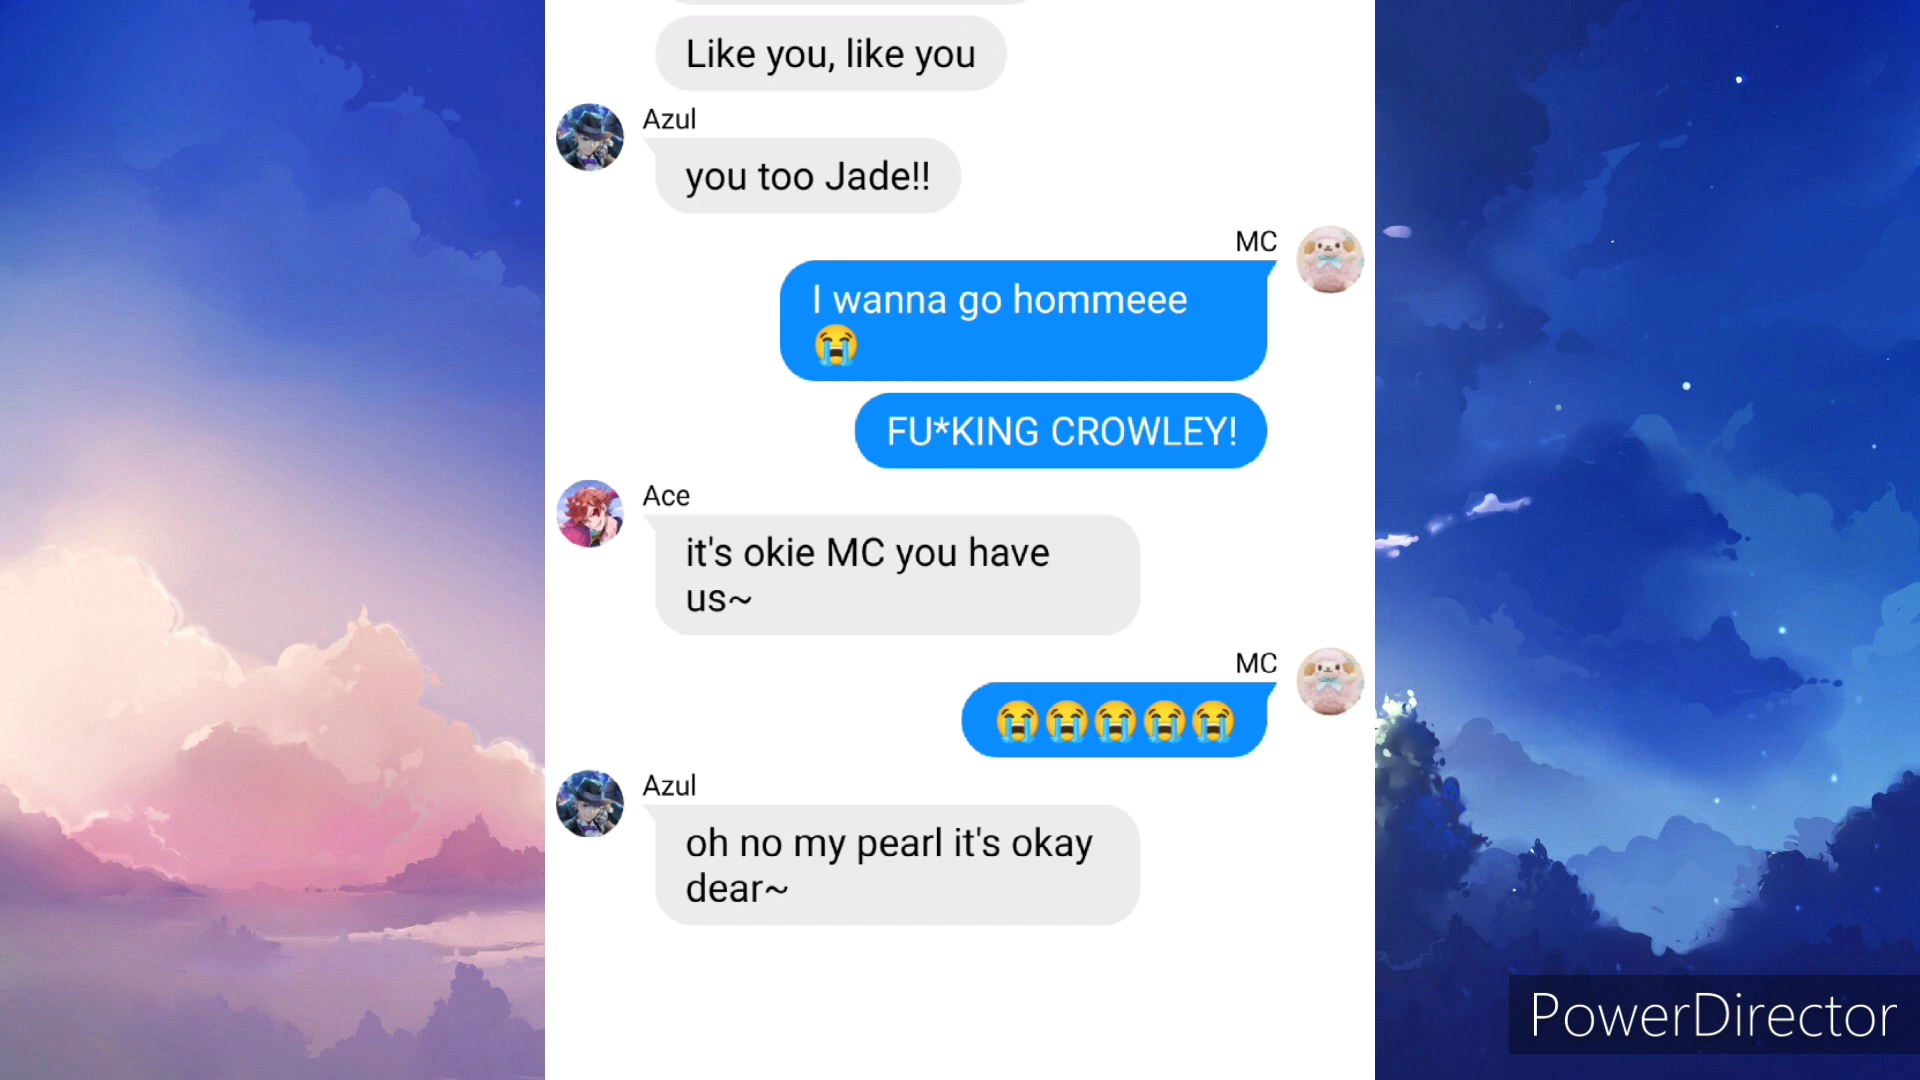 Like you, like you
Azul
you too Jade!!
MC
I wanna go hommeee
😭
FU*KING CROWLEY!
Ace
it's okie MC you have
us~
MC
😭😭😭😭😭
Azul
oh no my pearl it's okay
dear~
PowerDirector